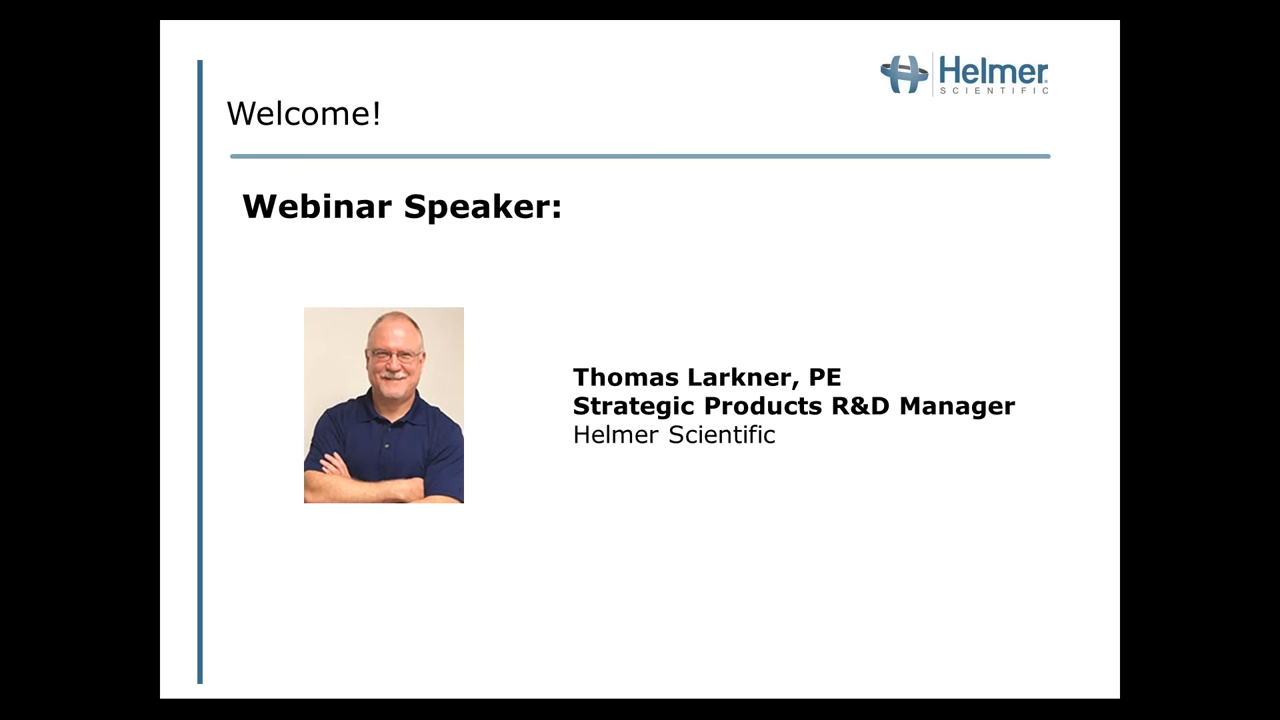 Helmer
SCIENTIFIC
Welcome!
Webinar Speaker:
Thomas Larkner, PE
Strategic Products R&D Manager
Helmer Scientific